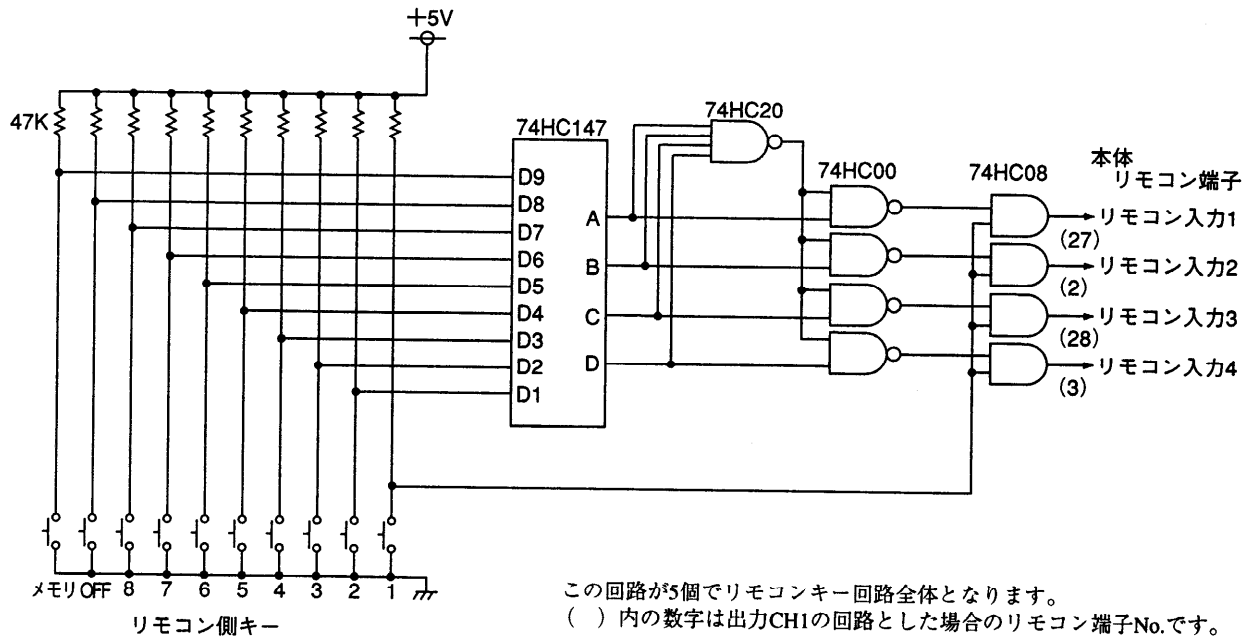 +5V
47K
74HC147
74HC20
74HC00
74HC08
本体
リモコン端子
D9
D8
D7
D6
D5
D4
D3
D2
D1
A
B
C
D
リモコン入力1
(27)
リモコン入力2
(2)
リモコン入力3
(28)
リモコン入力4
(3)
メモリ OFF 8 7 6 5 4 3 2 1
リモコン側キー
この回路が5個でリモコンキー回路全体となります。
( )内の数字は出力CH1の回路とした場合のリモコン端子No.です。